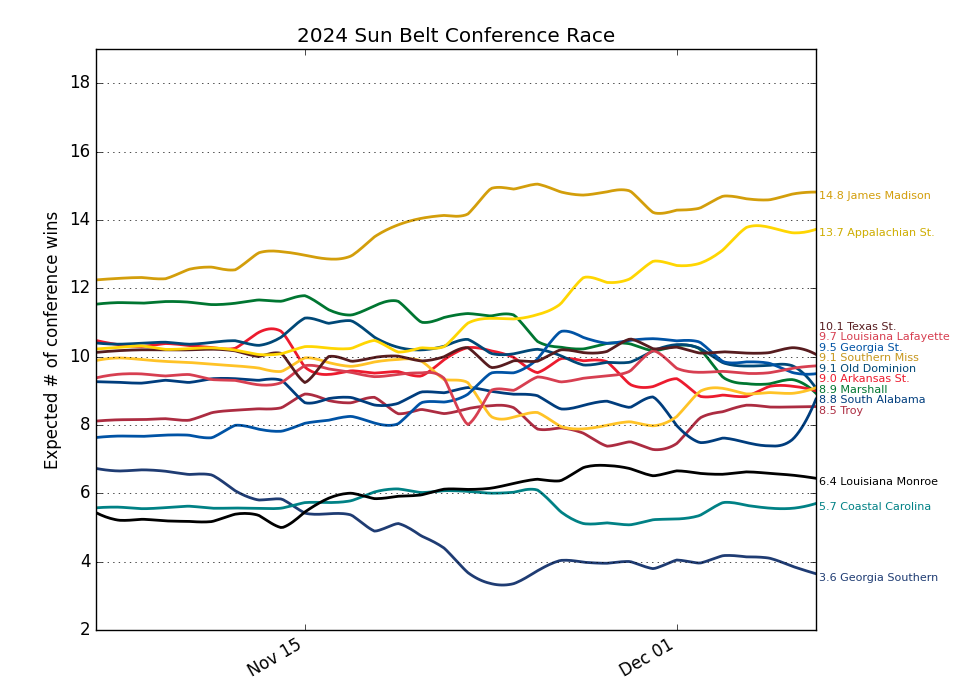 2024 Sun Belt Conference Race
Expected # of conference wins
18
16
14
12
10
8
6
4
2
Nov 15
Dec 01
14.8 James Madison
13.7 Appalachian St.
10.1 Texas St.
9.7 Louisiana Lafayette
9.5 Georgia St.
9.1 Southern Miss
9.1 Old Dominion
9.0 Arkansas St.
8.9 Marshall
8.8 South Alabama
8.5 Troy
6.4 Louisiana Monroe
5.7 Coastal Carolina
3.6 Georgia Southern